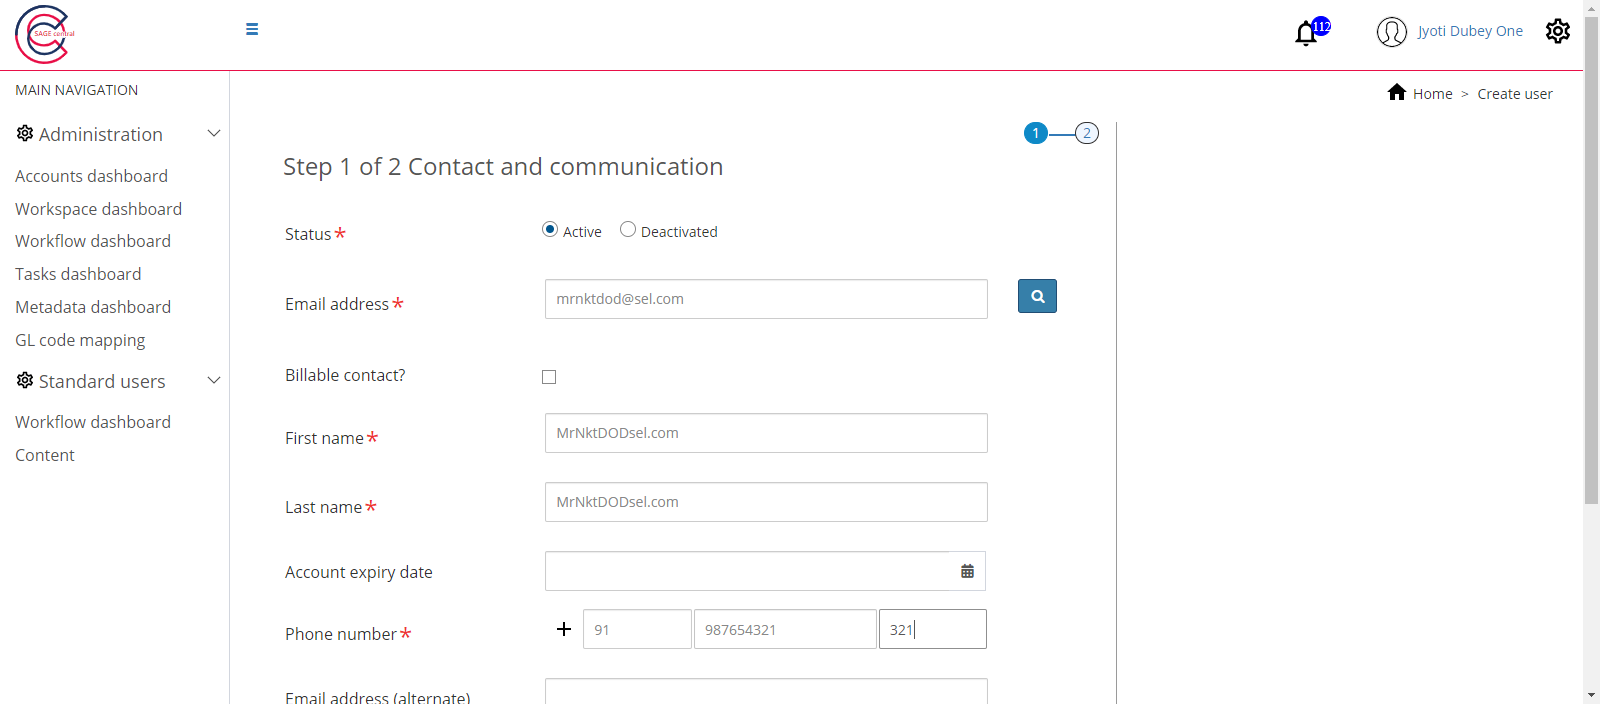 SAGE central
112
Jyoti Dubey One
MAIN NAVIGATION
Home > Create user
Administration
Accounts dashboard
Workspace dashboard
Workflow dashboard
Tasks dashboard
Metadata dashboard
GL code mapping
Standard users
Workflow dashboard
Content
1 2
Step 1 of 2 Contact and communication
Status* Active Deactivated
Email address* mrnktdod@sel.com
Billable contact?
First name* MrNktDODsel.com
Last name* MrNktDODsel.com
Account expiry date
Phone number* + 91 987654321 321
Email address (alternate)